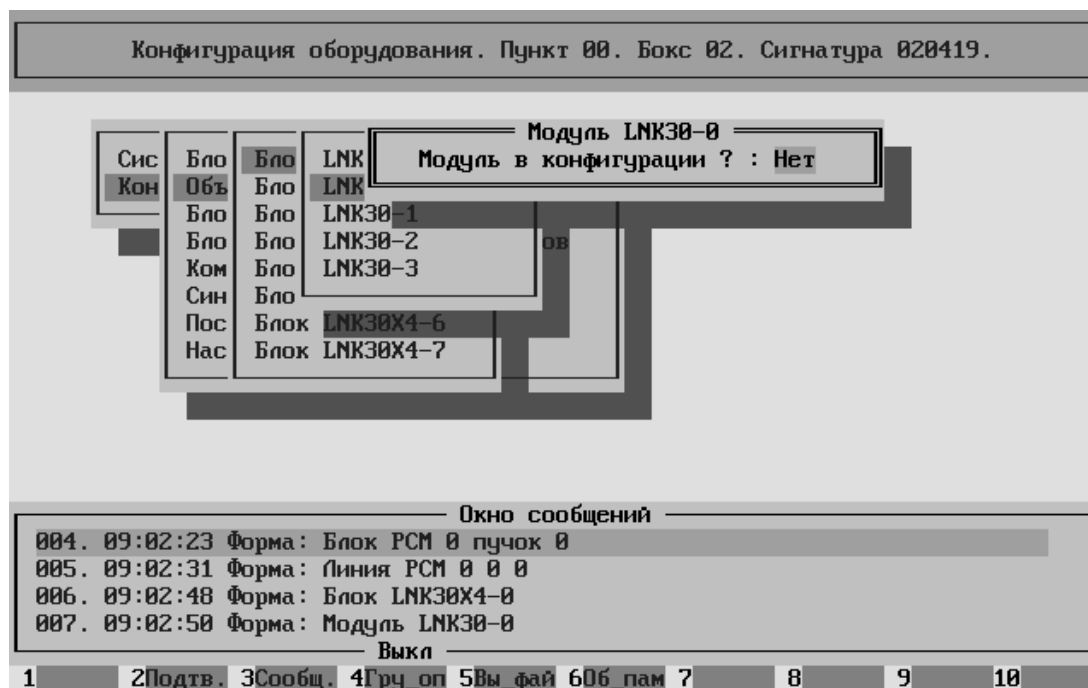 Конфигурация оборудования. Пункт 00. Бокс 02. Сигнатура 020419.
Модуль LNK30-0
Сис Бло Бло LNK Модуль в конфигурации ? : Нет
Кон Объ Бло LNK
Бло Бло LNK30-1
Бло Бло LNK30-2 ов
Ком Бло LNK30-3
Син Бло
Пос Блок LNK30X4-6
Нас Блок LNK30X4-7
Окно сообщений
004. 09:02:23 Форма: Блок PCM 0 пучок 0
005. 09:02:31 Форма: Линия PCM 0 0 0
006. 09:02:48 Форма: Блок LNK30X4-0
007. 09:02:50 Форма: Модуль LNK30-0
Выкл
1 2Подтв. 3Сообщ. 4Гру_оп 5Вы_фай 6Об_пам 7 8 9 10